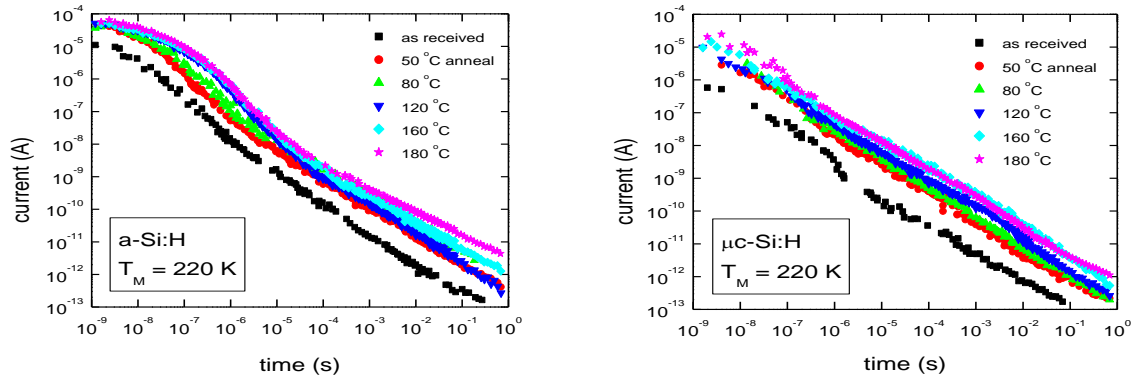 10⁻⁴
10⁻⁵
10⁻⁶
10⁻⁷
10⁻⁸
10⁻⁹
10⁻¹⁰
10⁻¹¹
10⁻¹²
10⁻¹³
current (A)
as received
50 °C anneal
80 °C
120 °C
160 °C
180 °C
a-Si:H
T_M = 220 K
10⁻⁹ 10⁻⁸ 10⁻⁷ 10⁻⁶ 10⁻⁵ 10⁻⁴ 10⁻³ 10⁻² 10⁻¹ 10⁰
time (s)
10⁻⁴
10⁻⁵
10⁻⁶
10⁻⁷
10⁻⁸
10⁻⁹
10⁻¹⁰
10⁻¹¹
10⁻¹²
10⁻¹³
current (A)
as received
50 °C anneal
80 °C
120 °C
160 °C
180 °C
μc-Si:H
T_M = 220 K
10⁻⁹ 10⁻⁸ 10⁻⁷ 10⁻⁶ 10⁻⁵ 10⁻⁴ 10⁻³ 10⁻² 10⁻¹ 10⁰
time (s)